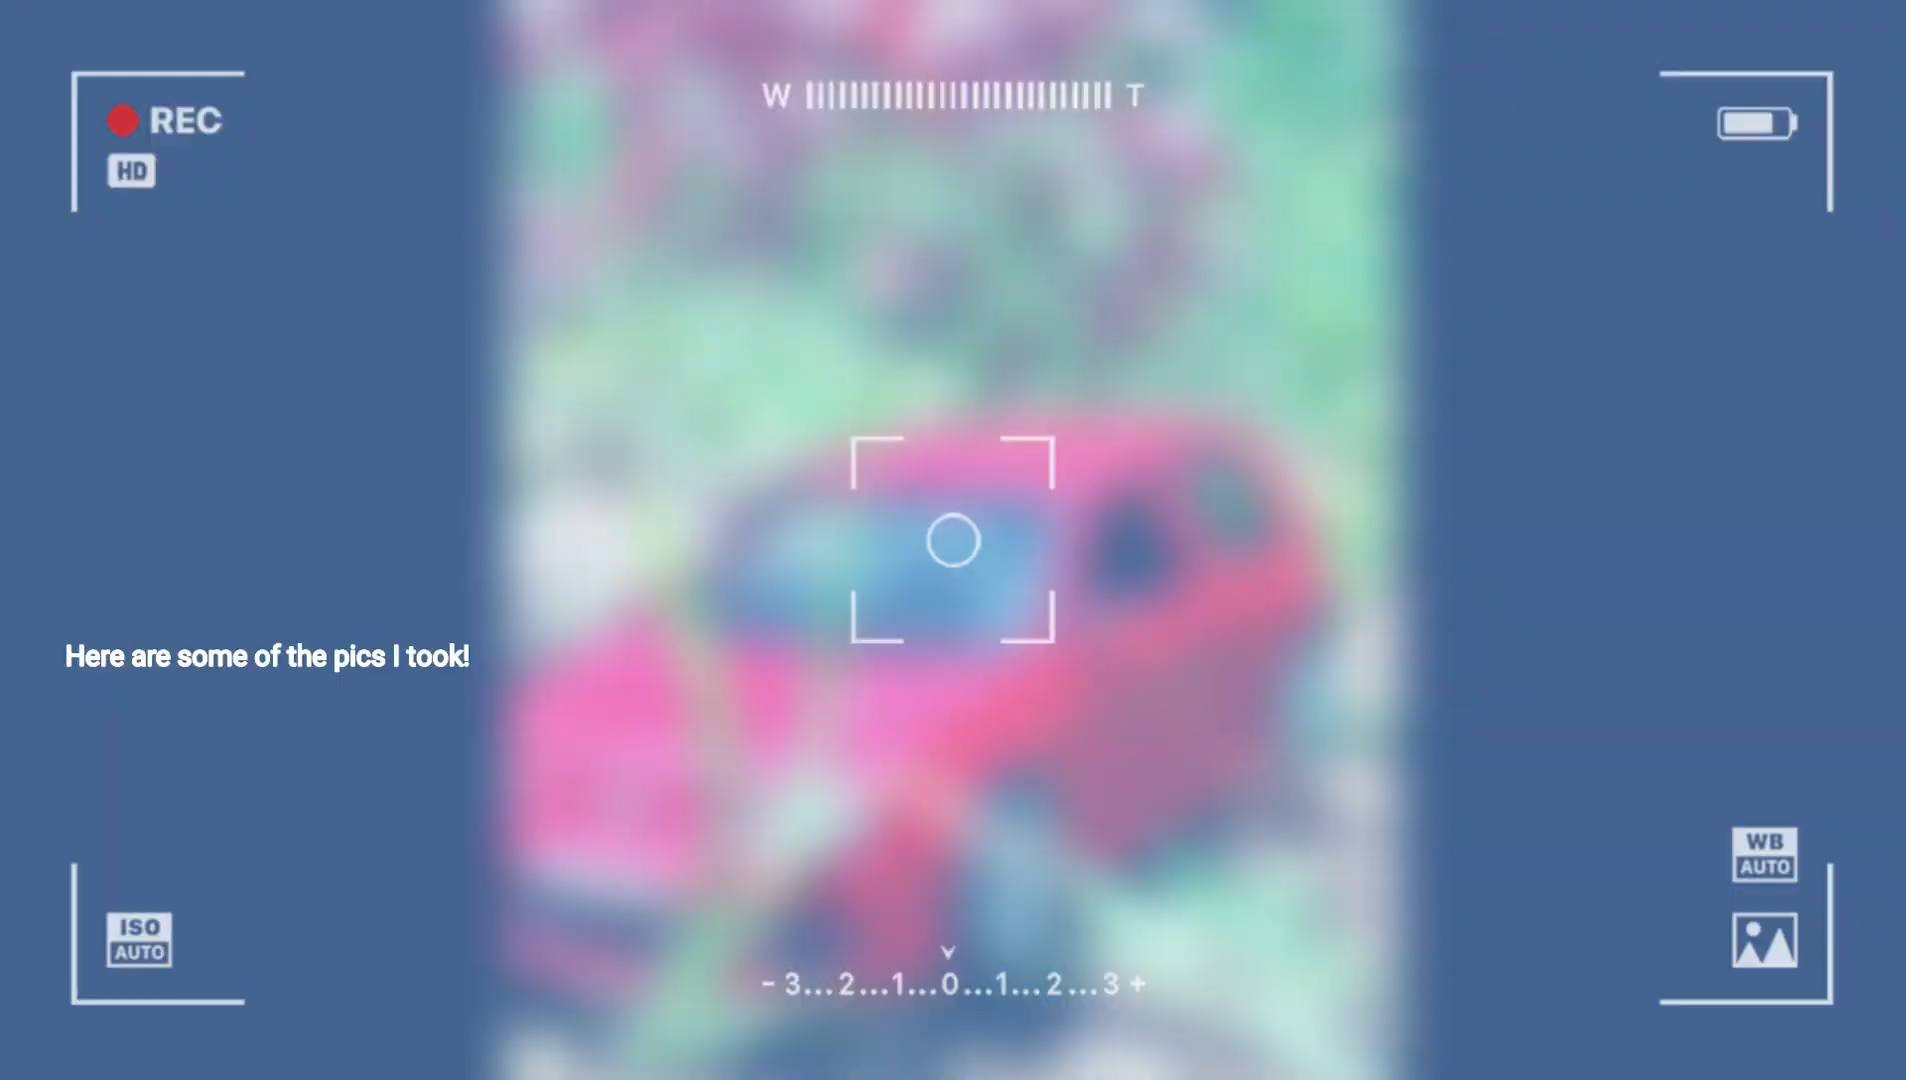 W T
REC
HD
Here are some of the pics I took!
WB
AUTO
ISO
AUTO
- 3...2...1...0...1...2...3 +